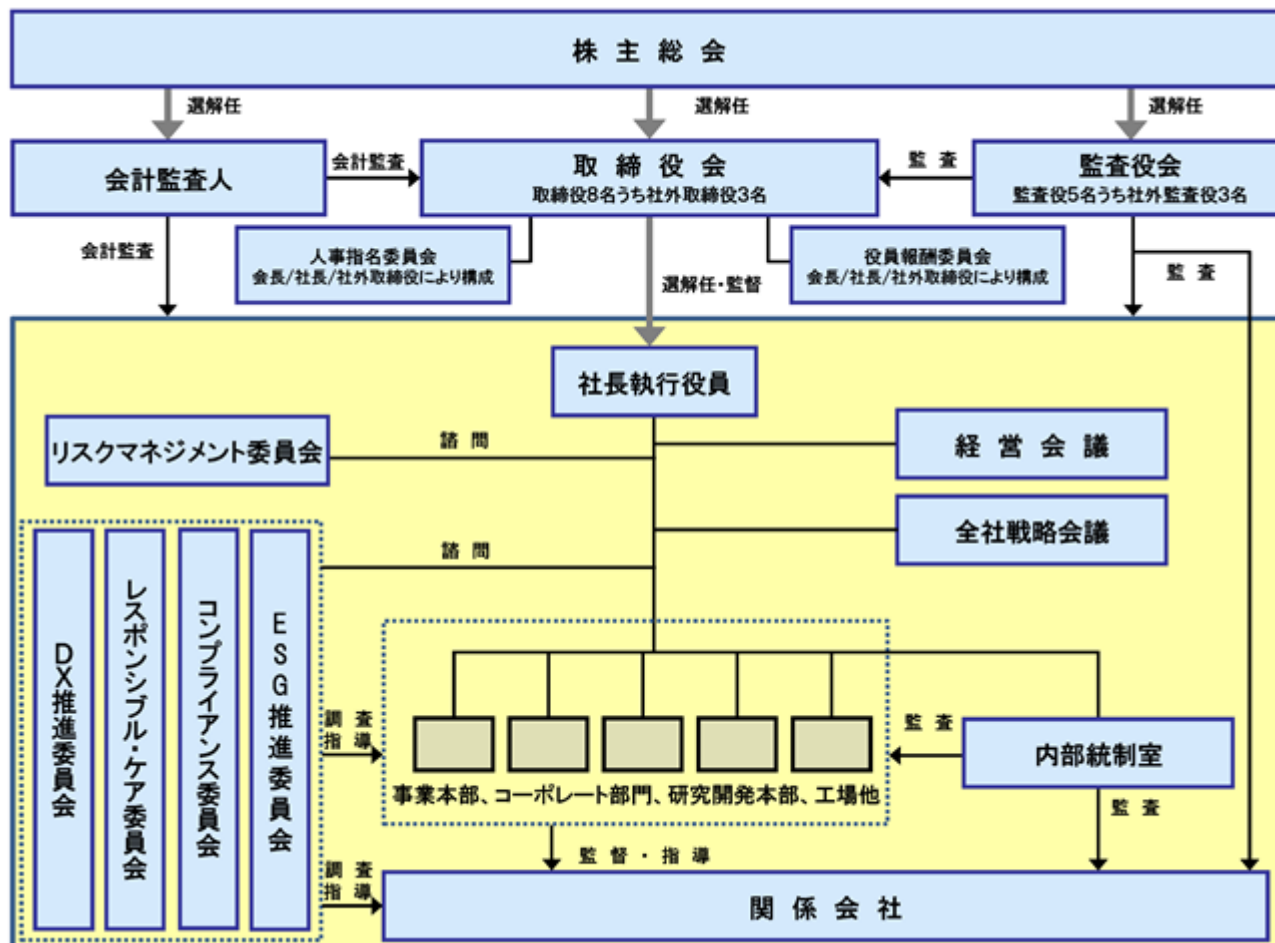 株主総会
選解任
選解任
選解任
会計監査人
会計監査
取締役会
取締役8名うち社外取締役3名
監査
監査役会
監査役5名うち社外監査役3名
会計監査
人事指名委員会
会長/社長/社外取締役により構成
選解任・監督
役員報酬委員会
会長/社長/社外取締役により構成
監査
社長執行役員
リスクマネジメント委員会
諮問
経営会議
全社戦略会議
諮問
DX推進委員会
レスポンシブル・ケア委員会
コンプライアンス委員会
ESG推進委員会
調査
指導
事業本部、コーポレート部門、研究開発本部、工場他
監査
内部統制室
監査
監督・指導
調査
指導
関係会社